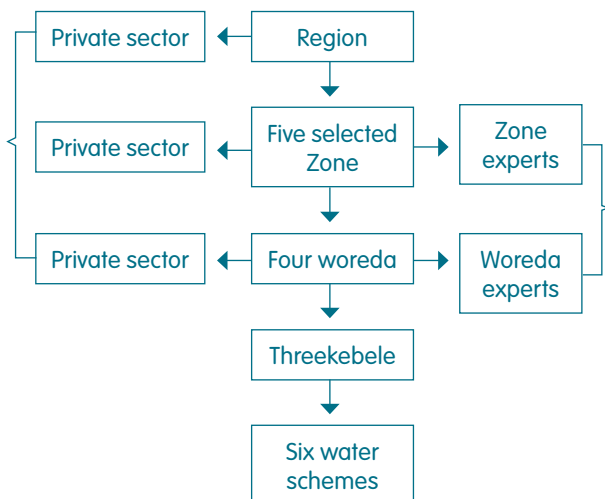 Private sector
Region
Private sector
Five selected
Zone
Zone
experts
Private sector
Four woreda
Woreda
experts
Threekebele
Six water
schemes